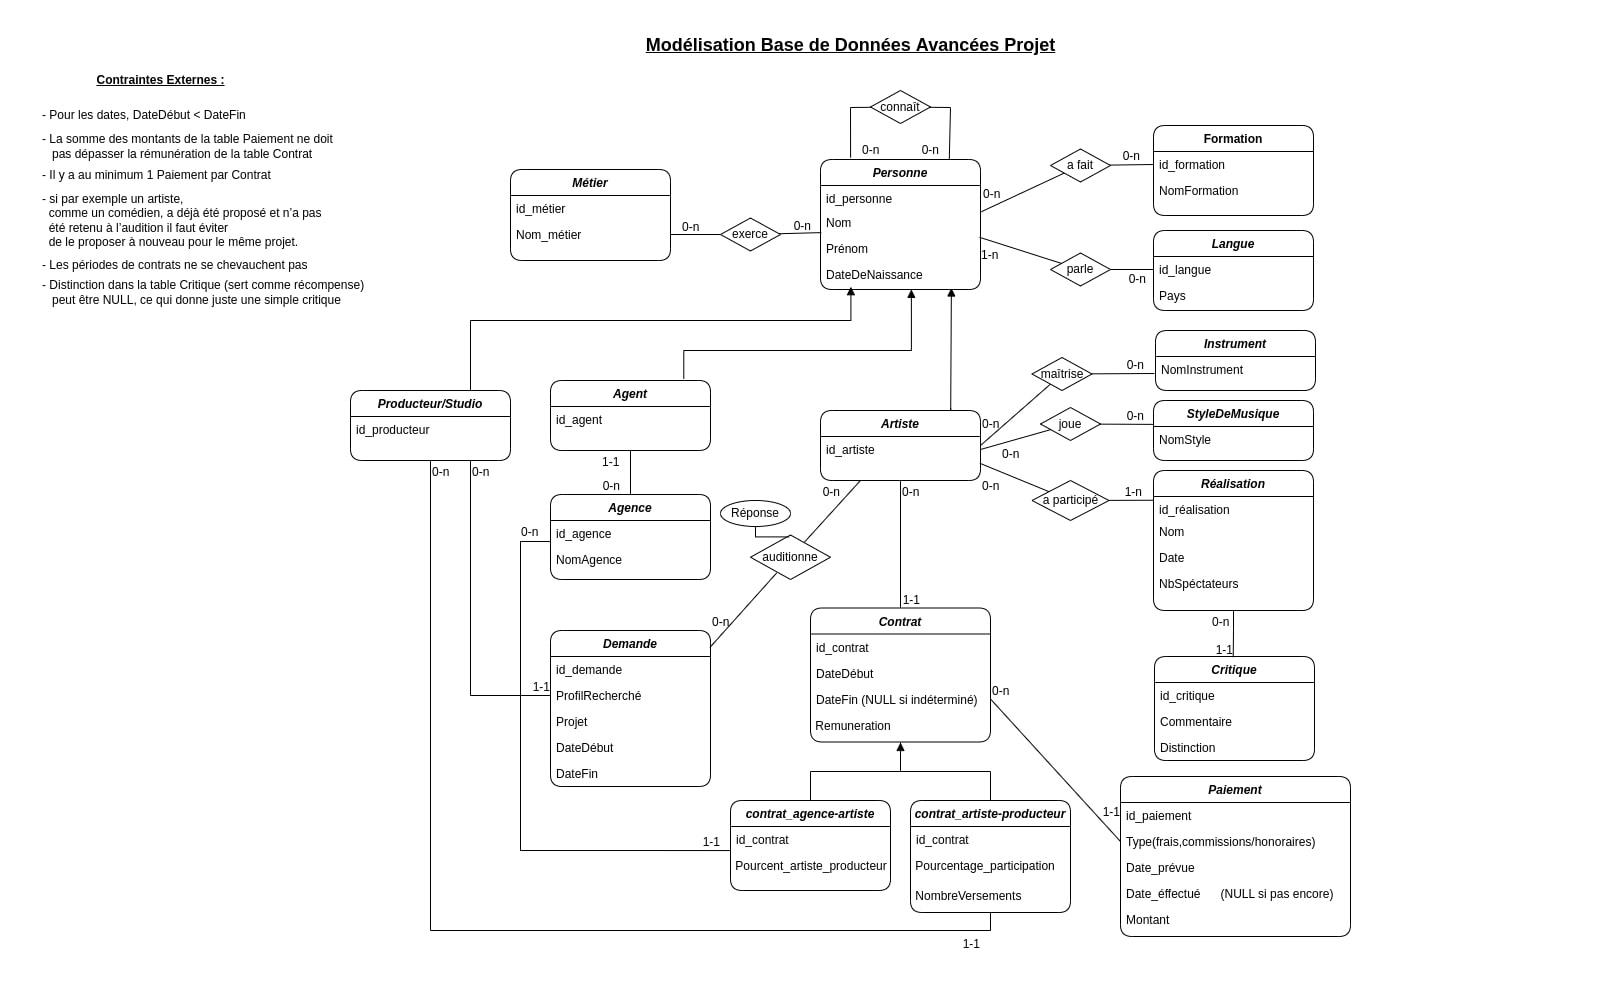 Modélisation Base de Données Avancées Projet
Contraintes Externes :
- Pour les dates, DateDébut < DateFin
- La somme des montants de la table Paiement ne doit
pas dépasser la rémunération de la table Contrat
- Il y a au minimum 1 Paiement par Contrat
- si par exemple un artiste,
comme un comédien, a déjà été proposé et n'a pas
été retenu à l'audition il faut éviter
de le proposer à nouveau pour le même projet.
- Les périodes de contrats ne se chevauchent pas
- Distinction dans la table Critique (sert comme récompense)
peut être NULL, ce qui donne juste une simple critique
connaît
0-n
0-n
Métier
id_métier
Nom_métier
0-n
exerce
0-n
Personne
id_personne
Nom
Prénom
DateDeNaissance
0-n
a fait
0-n
Formation
id_formation
NomFormation
1-n
parle
0-n
Langue
id_langue
Pays
Producteur/Studio
id_producteur
0-n
0-n
Agent
id_agent
1-1
0-n
Agence
id_agence
NomAgence
0-n
Artiste
id_artiste
0-n
maîtrise
0-n
Instrument
NomInstrument
0-n
joue
0-n
StyleDeMusique
NomStyle
0-n
a participé
1-n
Réalisation
id_réalisation
Nom
Date
NbSpéctateurs
0-n
0-n
Réponse
auditionne
0-n
Demande
id_demande
ProfilRecherché
Projet
DateDébut
DateFin
1-1
1-1
Contrat
id_contrat
DateDébut
DateFin (NULL si indéterminé)
Remuneration
0-n
0-n
1-1
Critique
id_critique
Commentaire
Distinction
contrat_agence-artiste
id_contrat
Pourcent_artiste_producteur
1-1
contrat_artiste-producteur
id_contrat
Pourcentage_participation
NombreVersements
1-1
1-1
Paiement
id_paiement
Type(frais,commissions/honoraires)
Date_prévue
Date_éffectué (NULL si pas encore)
Montant